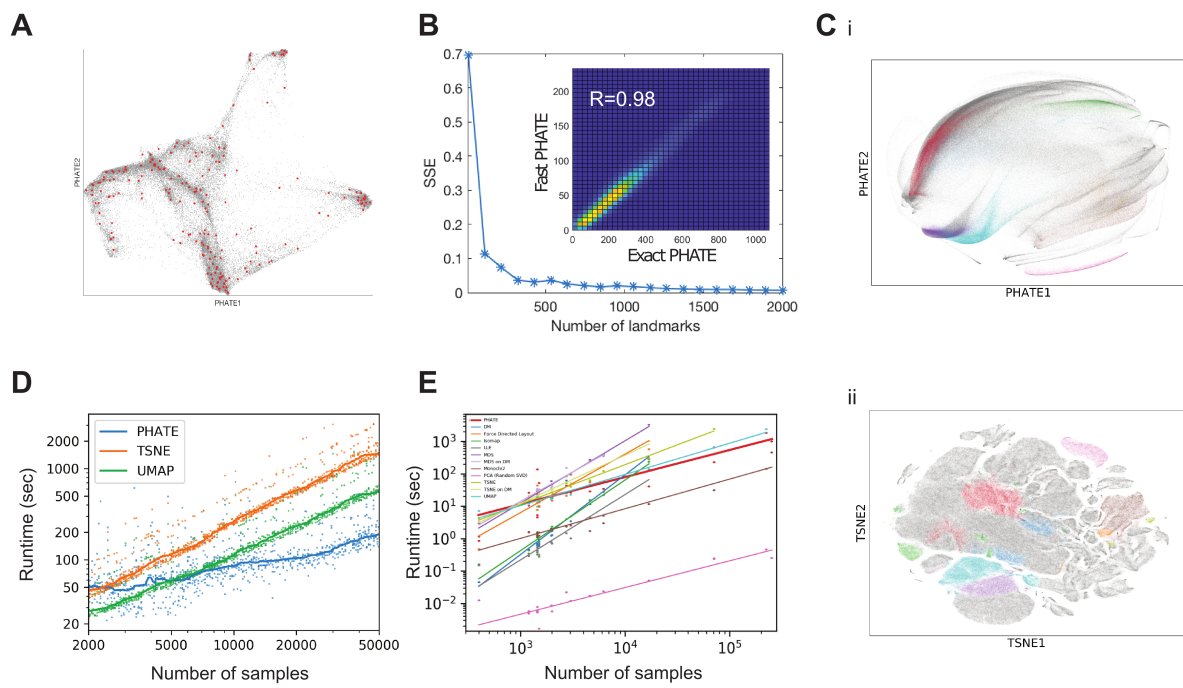 A
PHATE2
PHATE1
B
0.7
0.6
0.5
0.4
0.3
0.2
0.1
0
SSE
500
1000
1500
2000
Number of landmarks
R=0.98
200
150
100
50
0
Fast PHATE
0
200
400
600
800
1000
Exact PHATE
C i
PHATE2
PHATE1
D
PHATE
TSNE
UMAP
2000
1000
500
200
100
50
20
Runtime (sec)
2000
5000
10000
20000
50000
Number of samples
E
PHATE
DM
Force Directed Layout
Isomap
LLE
MDS
MDS on DM
Monocle2
PCA (Random SVD)
TSNE
TSNE on DM
UMAP
10³
10²
10¹
10⁰
10⁻¹
10⁻²
Runtime (sec)
10³
10⁴
10⁵
Number of samples
ii
TSNE2
TSNE1